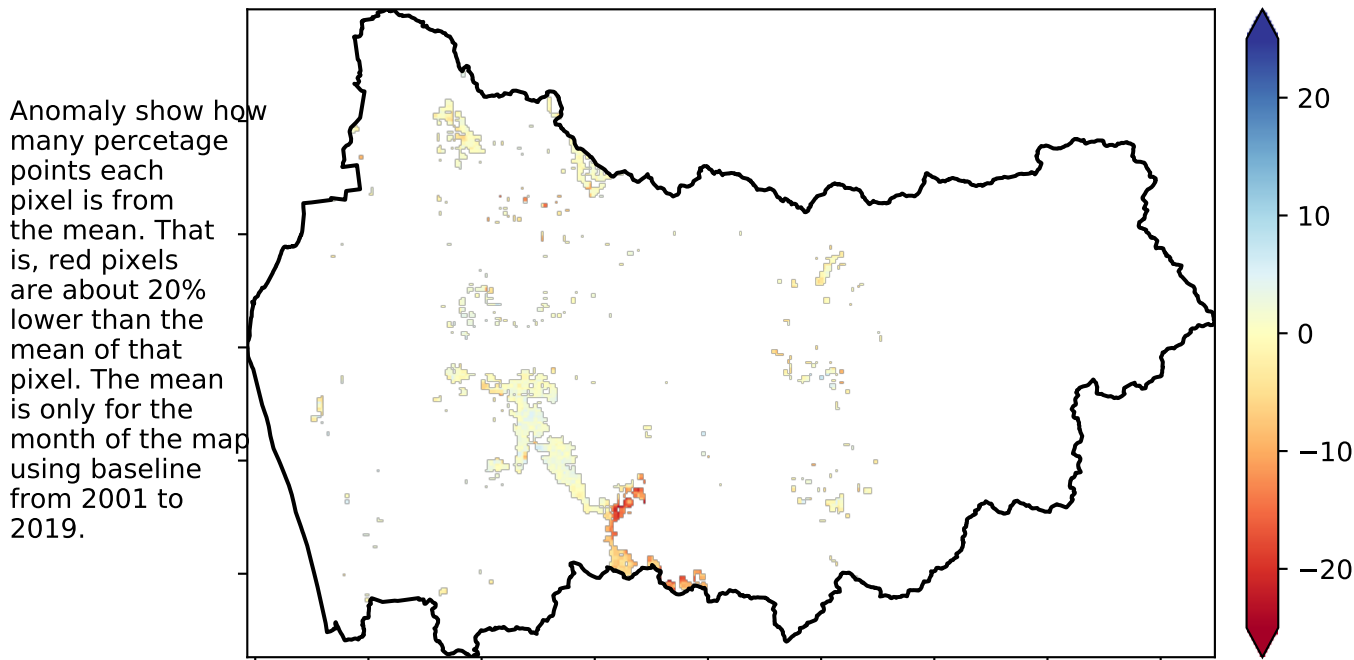 Anomaly show how
many percetage
points each
pixel is from
the mean. That
is, red pixels
are about 20%
lower than the
mean of that
pixel. The mean
is only for the
month of the map
using baseline
from 2001 to
2019.
20
10
0
−10
−20